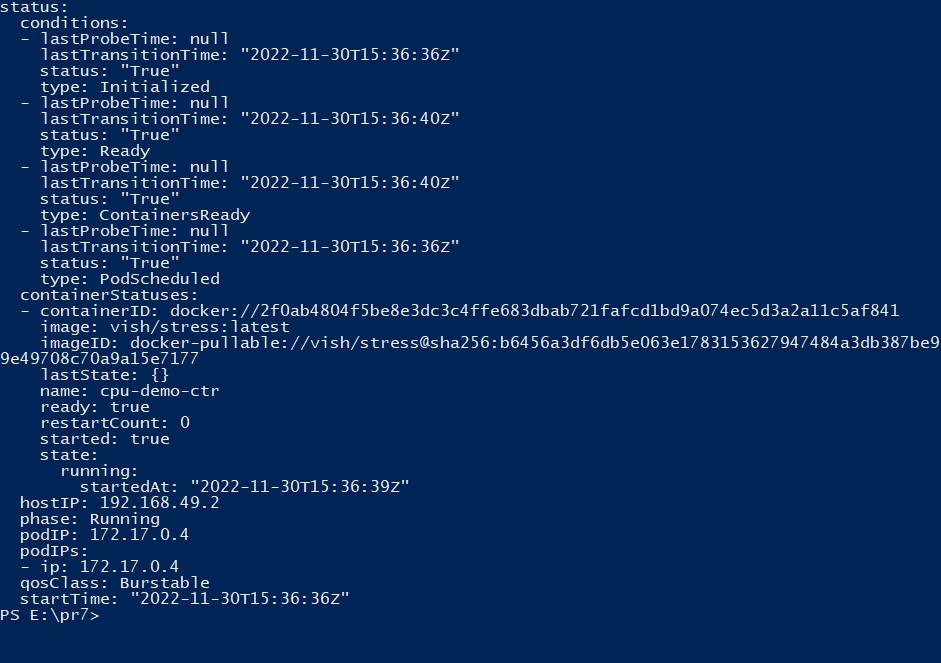 status:
  conditions:
  - lastProbeTime: null
    lastTransitionTime: "2022-11-30T15:36:36Z"
    status: "True"
    type: Initialized
  - lastProbeTime: null
    lastTransitionTime: "2022-11-30T15:36:40Z"
    status: "True"
    type: Ready
  - lastProbeTime: null
    lastTransitionTime: "2022-11-30T15:36:40Z"
    status: "True"
    type: ContainersReady
  - lastProbeTime: null
    lastTransitionTime: "2022-11-30T15:36:36Z"
    status: "True"
    type: PodScheduled
  containerStatuses:
  - containerID: docker://2f0ab4804f5be8e3dc3c4ffe683dbab721fafcd1bd9a074ec5d3a2a11c5af841
    image: vish/stress:latest
    imageID: docker-pullable://vish/stress@sha256:b6456a3df6db5e063e1783153627947484a3db387be9
9e49708c70a9a15e7177
    lastState: {}
    name: cpu-demo-ctr
    ready: true
    restartCount: 0
    started: true
    state:
      running:
        startedAt: "2022-11-30T15:36:39Z"
  hostIP: 192.168.49.2
  phase: Running
  podIP: 172.17.0.4
  podIPs:
  - ip: 172.17.0.4
  qosClass: Burstable
  startTime: "2022-11-30T15:36:36Z"
PS E:\pr7>